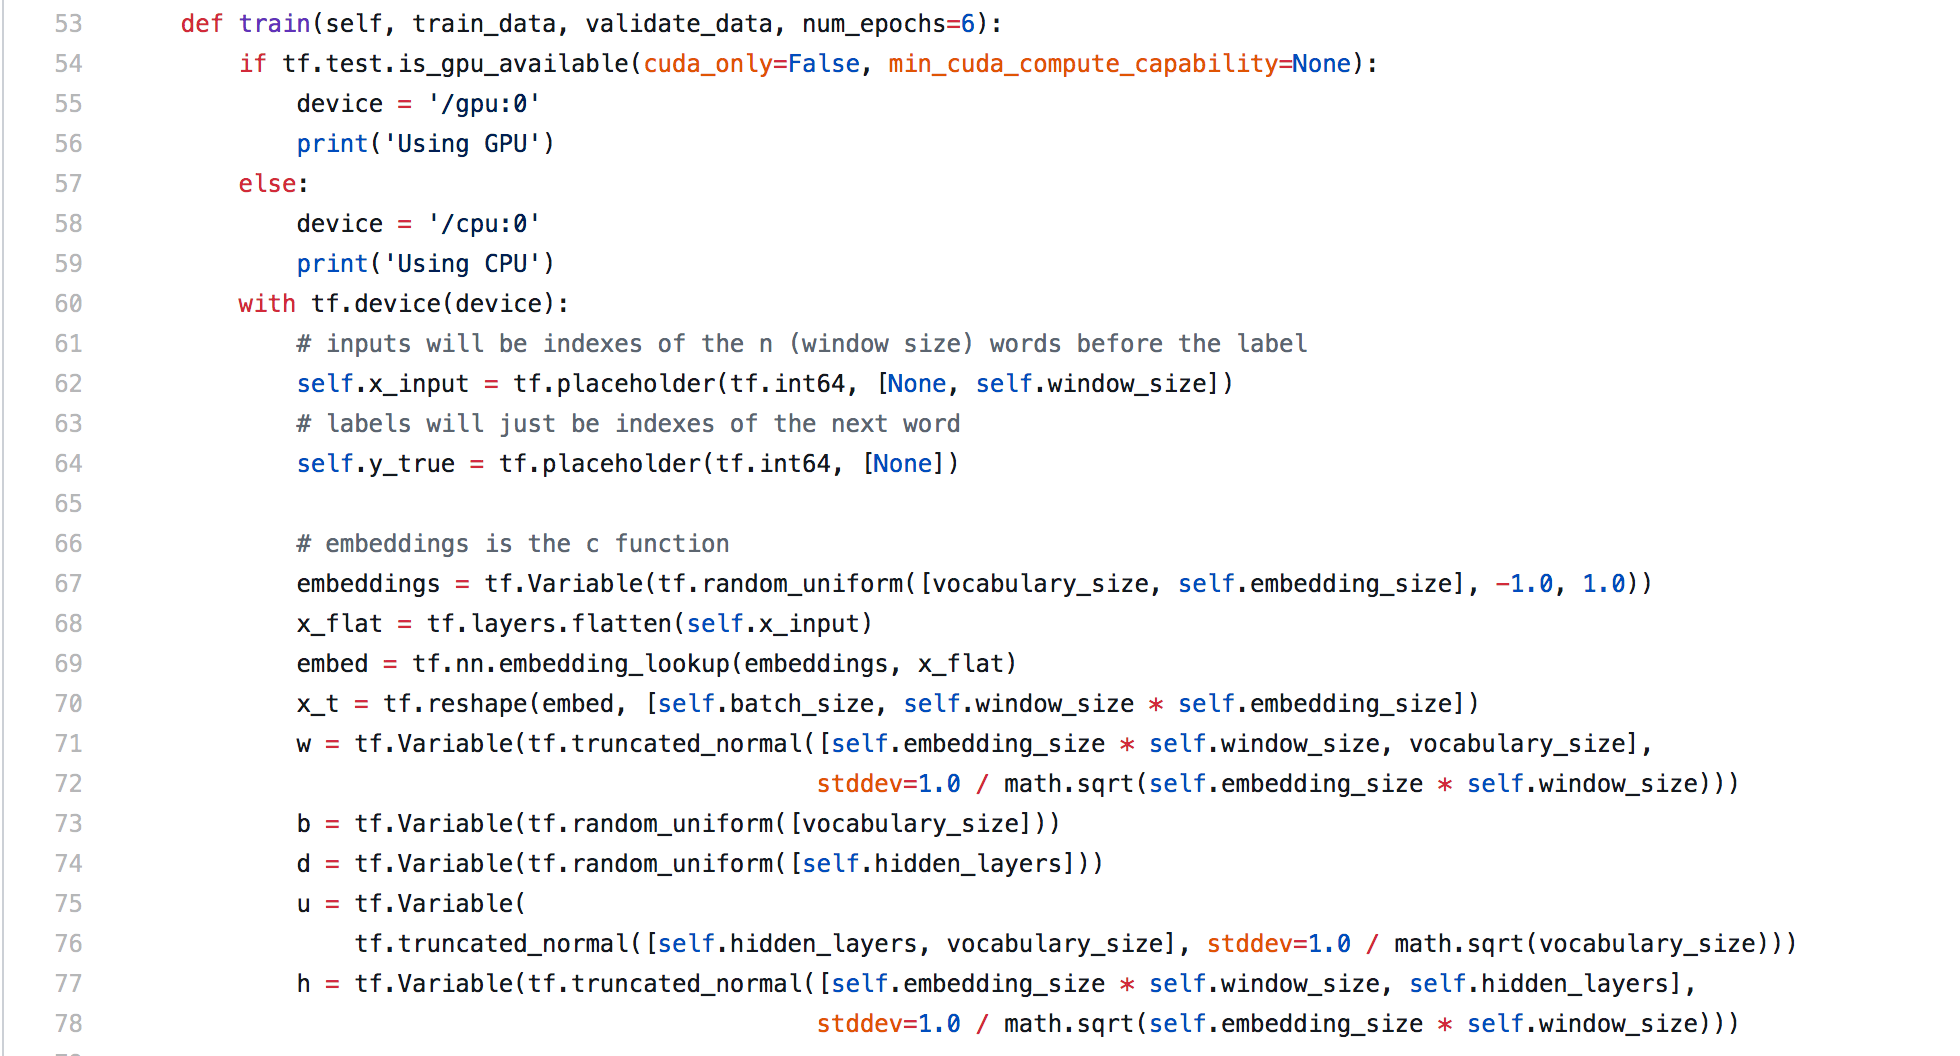 53 def train(self, train_data, validate_data, num_epochs=6):
54 if tf.test.is_gpu_available(cuda_only=False, min_cuda_compute_capability=None):
55 device = '/gpu:0'
56 print('Using GPU')
57 else:
58 device = '/cpu:0'
59 print('Using CPU')
60 with tf.device(device):
61 # inputs will be indexes of the n (window size) words before the label
62 self.x_input = tf.placeholder(tf.int64, [None, self.window_size])
63 # labels will just be indexes of the next word
64 self.y_true = tf.placeholder(tf.int64, [None])
65
66 # embeddings is the c function
67 embeddings = tf.Variable(tf.random_uniform([vocabulary_size, self.embedding_size], -1.0, 1.0))
68 x_flat = tf.layers.flatten(self.x_input)
69 embed = tf.nn.embedding_lookup(embeddings, x_flat)
70 x_t = tf.reshape(embed, [self.batch_size, self.window_size * self.embedding_size])
71 w = tf.Variable(tf.truncated_normal([self.embedding_size * self.window_size, vocabulary_size],
72 stddev=1.0 / math.sqrt(self.embedding_size * self.window_size)))
73 b = tf.Variable(tf.random_uniform([vocabulary_size]))
74 d = tf.Variable(tf.random_uniform([self.hidden_layers]))
75 u = tf.Variable(
76 tf.truncated_normal([self.hidden_layers, vocabulary_size], stddev=1.0 / math.sqrt(vocabulary_size)))
77 h = tf.Variable(tf.truncated_normal([self.embedding_size * self.window_size, self.hidden_layers],
78 stddev=1.0 / math.sqrt(self.embedding_size * self.window_size)))